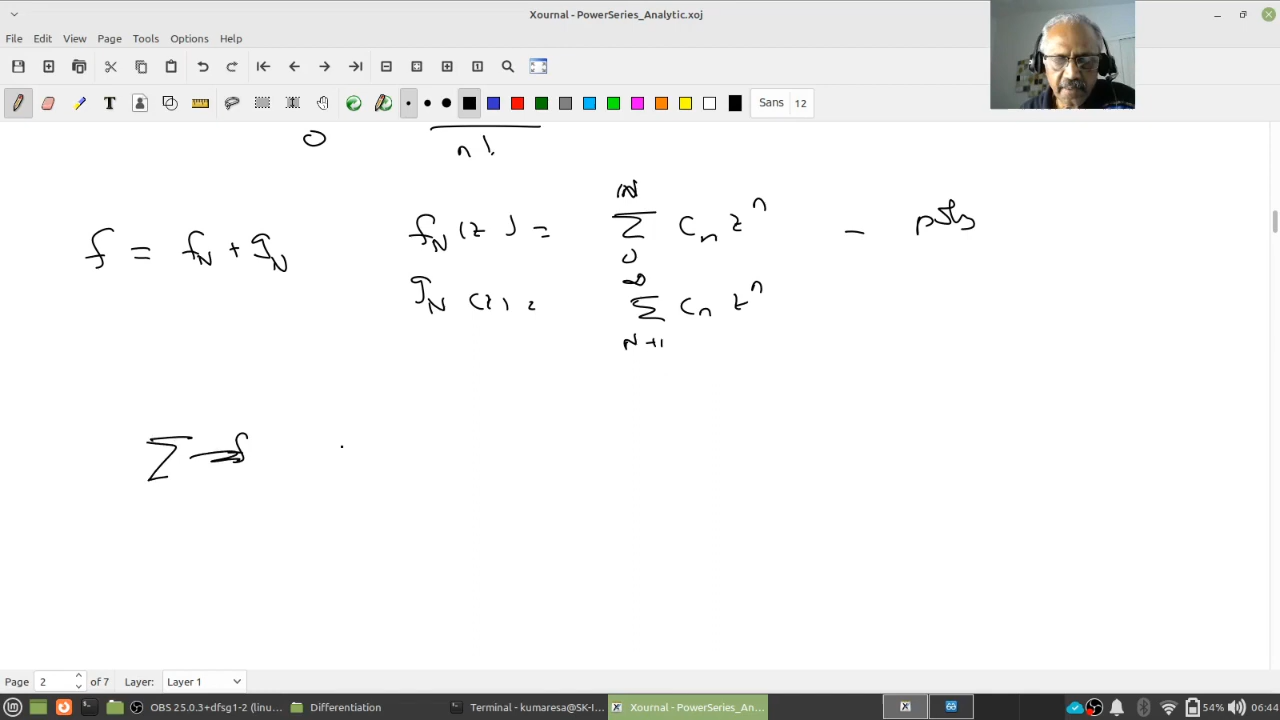 Xournal - PowerSeries_Analytic.xoj
File Edit View Page Tools Options Help
Sans 12
0 n!
f = f_N + g_N
f_N (z) = N Σ 0 c_n z^n – poly
g_N (z) = ∞ Σ N+1 c_n z^n
Σ
Page 2 of 7 Layer: Layer 1
OBS 25.0.3+dfsg1-2 (linu... Differentiation Terminal - kumaresa@SK-I... Xournal - PowerSeries_An... 54% 06:44